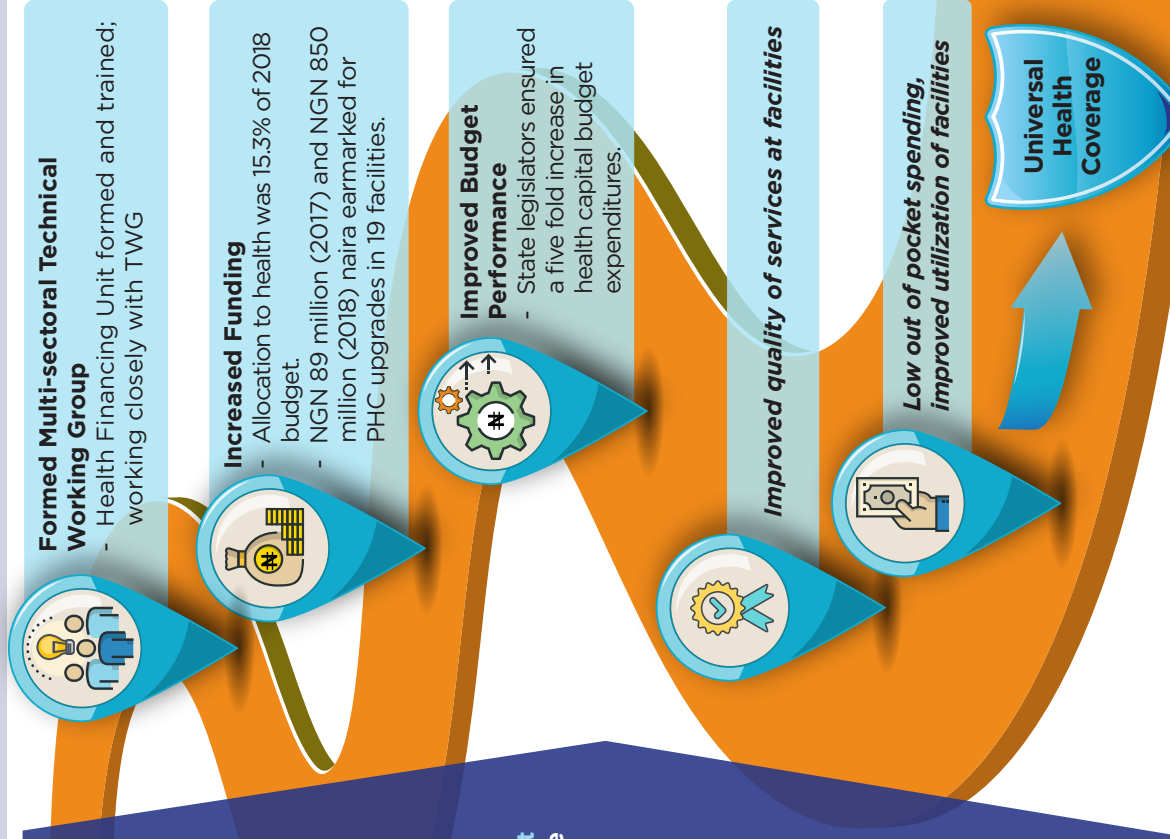 Formed Multi-sectoral Technical
Working Group
- Health Financing Unit formed and trained;
working closely with TWG
Increased Funding
- Allocation to health was 15.3% of 2018
budget.
- NGN 89 million (2017) and NGN 850
million (2018) naira earmarked for
PHC upgrades in 19 facilities.
Improved Budget
Performance
- State legislators ensured
a five fold increase in
health capital budget
expenditures.
Improved quality of services at facilities
Low out of pocket spending,
improved utilization of facilities
Universal
Health
Coverage